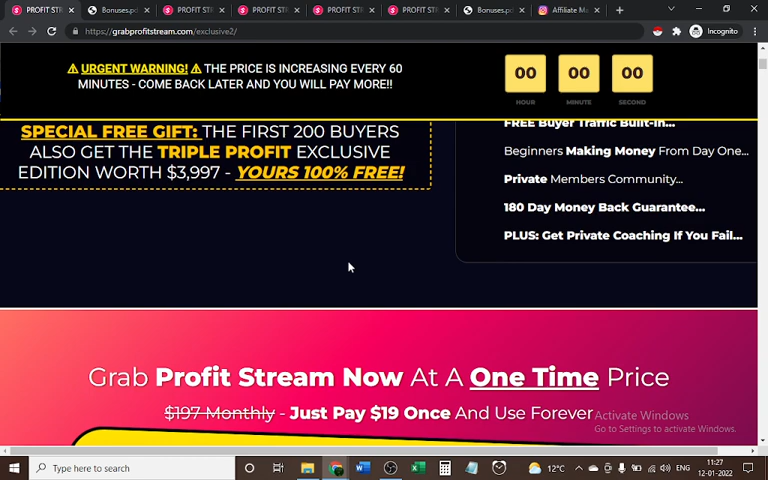 PROFIT STR
Bonuses.pd
PROFIT STR
PROFIT STR
PROFIT STR
PROFIT STR
Bonuses.pd
Affiliate Ma
https://grabprofitstream.com/exclusive2/
Incognito
URGENT WARNING! THE PRICE IS INCREASING EVERY 60
MINUTES - COME BACK LATER AND YOU WILL PAY MORE!!
00 00 00
HOUR MINUTE SECOND
SPECIAL FREE GIFT: THE FIRST 200 BUYERS
ALSO GET THE TRIPLE PROFIT EXCLUSIVE
EDITION WORTH $3,997 - YOURS 100% FREE!
FREE Buyer Traffic Built-In...
Beginners Making Money From Day One...
Private Members Community...
180 Day Money Back Guarantee...
PLUS: Get Private Coaching If You Fail...
Grab Profit Stream Now At A One Time Price
$197 Monthly - Just Pay $19 Once And Use Forever
Activate Windows
Go to Settings to activate Windows.
Type here to search
12°C
ENG
11:27
12-01-2022